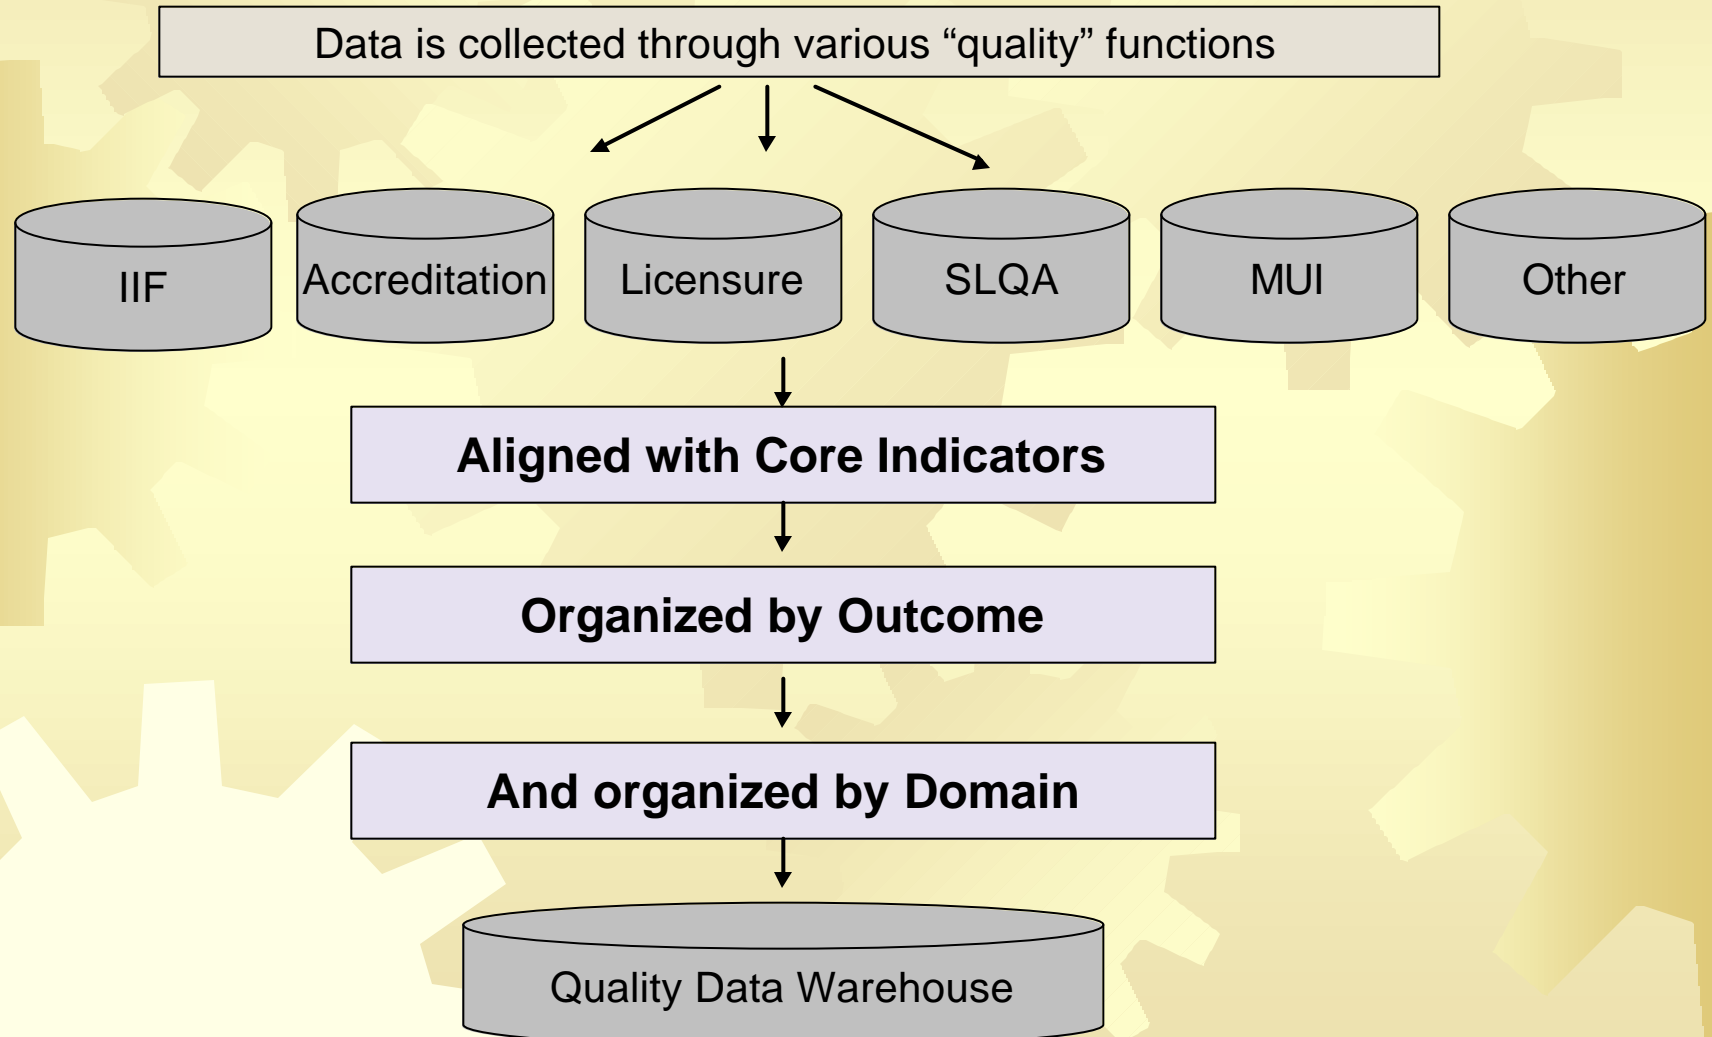 Data is collected through various “quality” functions
IIF
Accreditation
Licensure
SLQA
MUI
Other
Aligned with Core Indicators
Organized by Outcome
And organized by Domain
Quality Data Warehouse